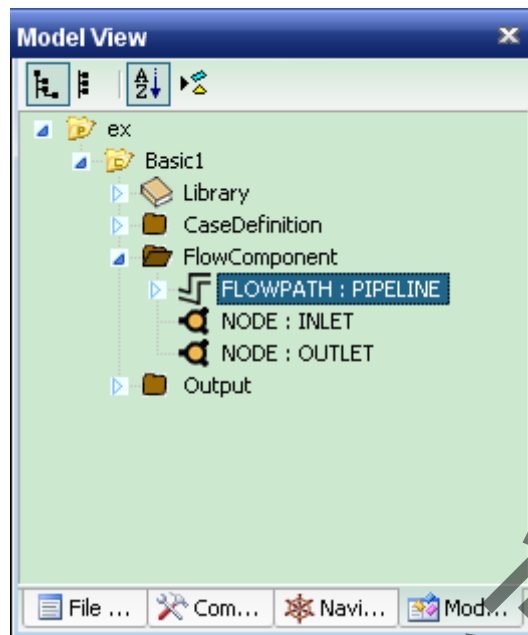 Model View
ex
Basic1
Library
CaseDefinition
FlowComponent
FLOWPATH : PIPELINE
NODE : INLET
NODE : OUTLET
Output
File ... Com... Navi... Mod...